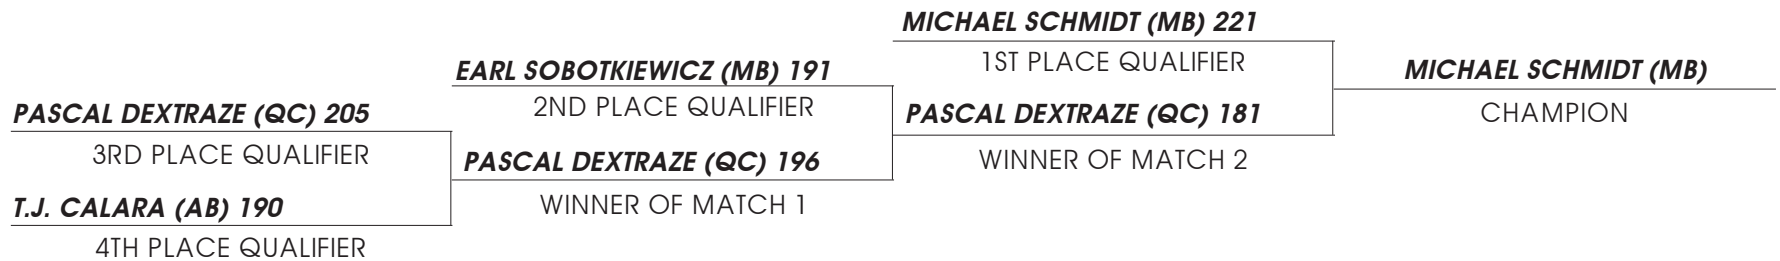 PASCAL DEXTRAZE (QC) 205
3RD PLACE QUALIFIER
T.J. CALARA (AB) 190
4TH PLACE QUALIFIER
EARL SOBOTKIEWICZ (MB) 191
2ND PLACE QUALIFIER
PASCAL DEXTRAZE (QC) 196
WINNER OF MATCH 1
MICHAEL SCHMIDT (MB) 221
1ST PLACE QUALIFIER
PASCAL DEXTRAZE (QC) 181
WINNER OF MATCH 2
MICHAEL SCHMIDT (MB)
CHAMPION